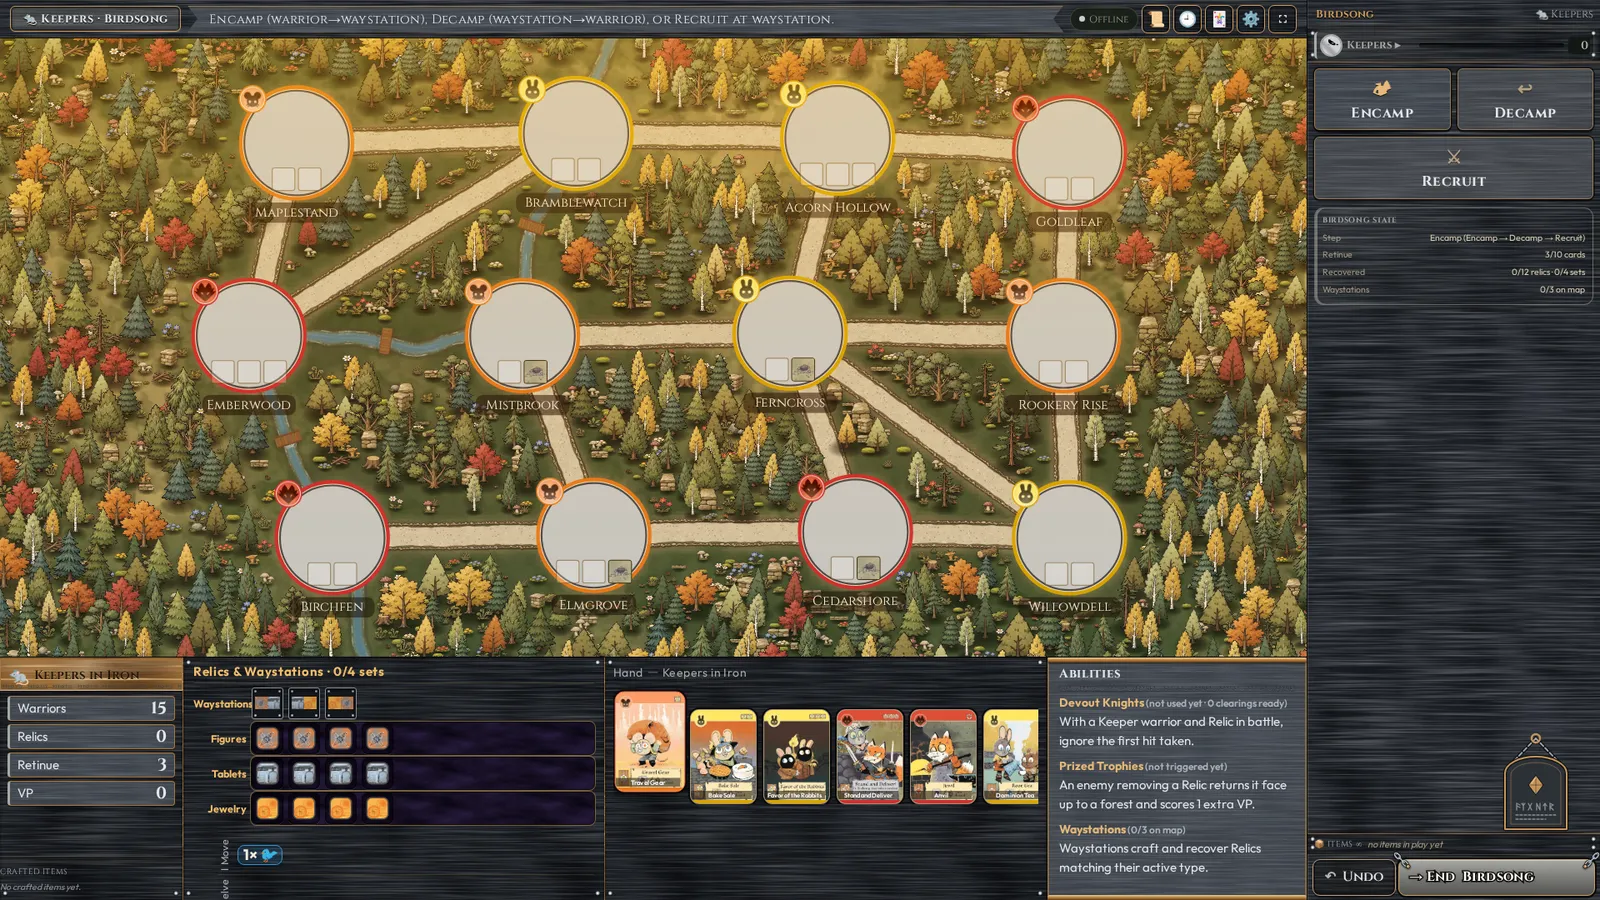 Keepers · Birdsong
Encamp (warrior→waystation), Decamp (waystation→warrior), or Recruit at waystation.
Offline
Birdsong
Keepers
Keepers ▸
0
Encamp
Decamp
Recruit
Birdsong State
Step Encamp (Encamp → Decamp → Recruit)
Retinue 3/10 cards
Recovered 0/12 relics · 0/4 sets
Waystations 0/3 on map
Maplestand
Bramblewatch
Acorn Hollow
Goldleaf
Emberwood
Mistbrook
Ferncross
Rookery Rise
Birchfen
Elmgrove
Cedarshore
Willowdell
Keepers in Iron
Warriors 15
Relics 0
Retinue 3
VP 0
Crafted Items
No crafted items yet.
Relics & Waystations · 0/4 sets
Waystations
Figures
Tablets
Jewelry
1 Move
1×
Hand — Keepers in Iron
Travel Gear
Bake Sale
Favor of the Rabbits
Stand and Deliver
Anvil
Abilities
Devout Knights (not used yet · 0 clearings ready)
With a Keeper warrior and Relic in battle,
ignore the first hit taken.
Prized Trophies (not triggered yet)
An enemy removing a Relic returns it face
up to a forest and scores 1 extra VP.
Waystations (0/3 on map)
Waystations craft and recover Relics
matching their active type.
Items
no items in play yet
Undo
→ End Birdsong